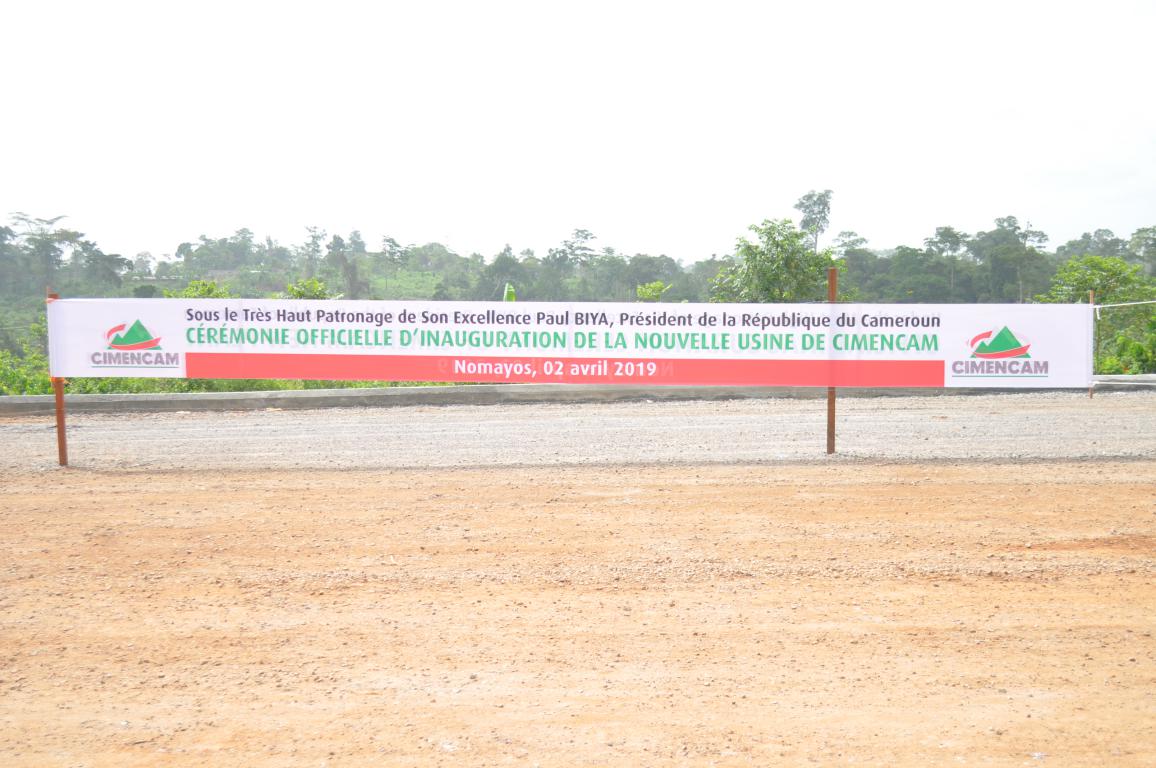 Sous le Très Haut Patronage de Son Excellence Paul BIYA, Président de la République du Cameroun
CÉRÉMONIE OFFICIELLE D'INAUGURATION DE LA NOUVELLE USINE DE CIMENCAM
Nomayos, 02 avril 2019
CIMENCAM
CIMENCAM